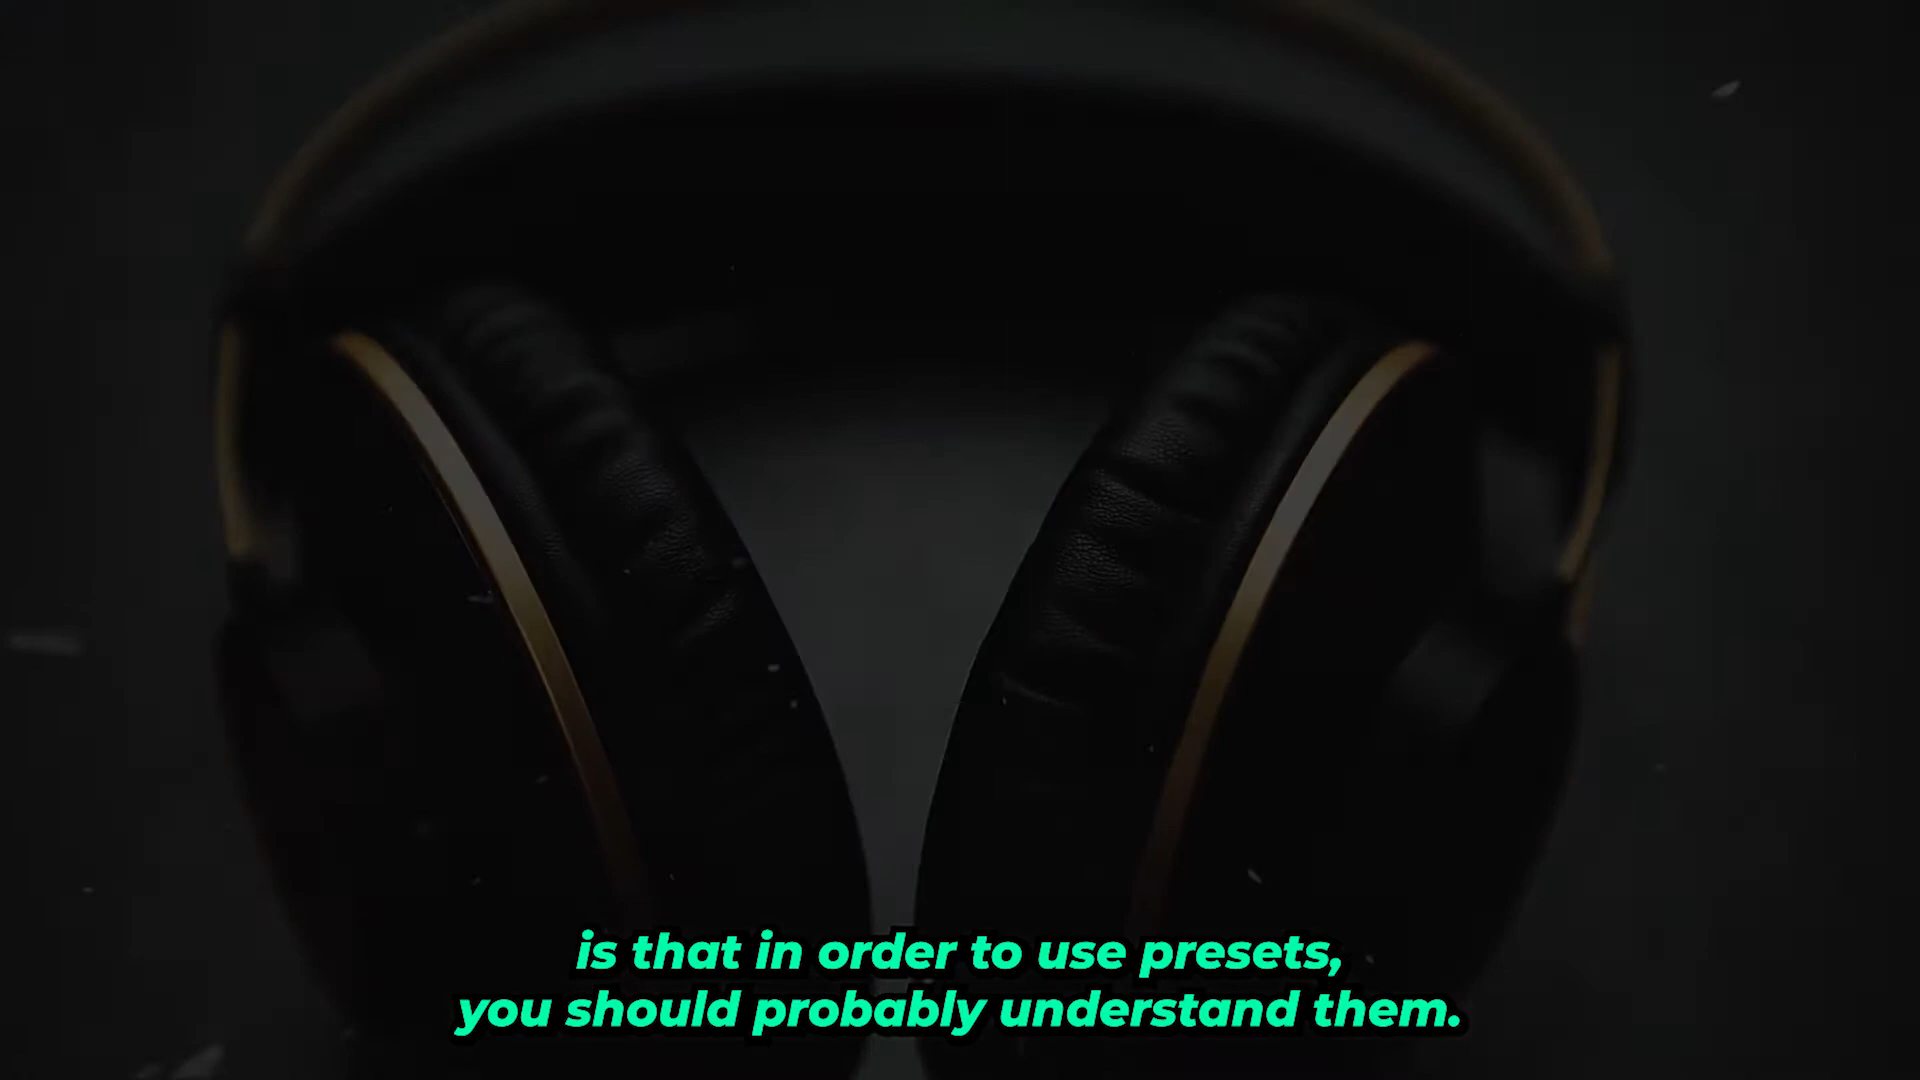 is that in order to use presets,
you should probably understand them.